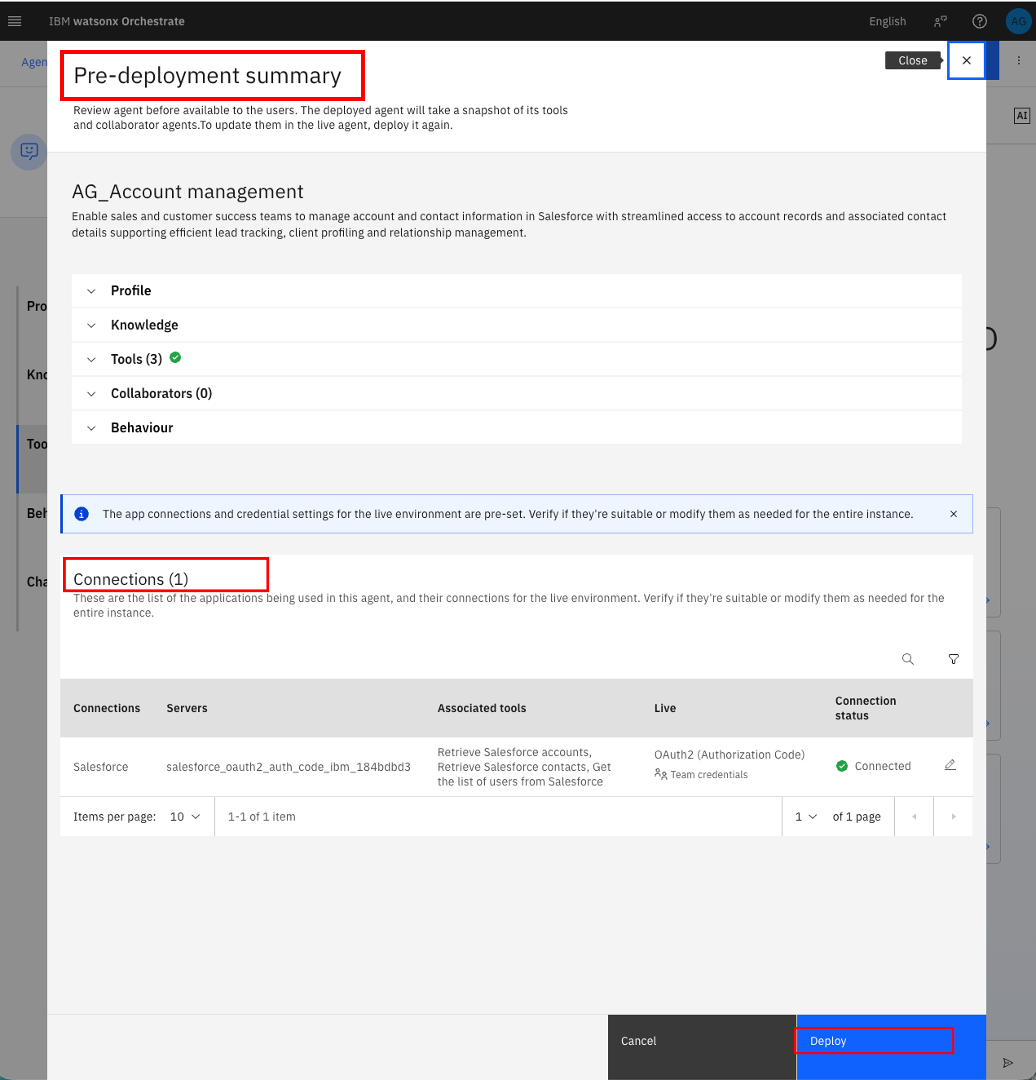 IBM watsonx Orchestrate
English
AG
Agen
Close
Pre-deployment summary
Review agent before available to the users. The deployed agent will take a snapshot of its tools
and collaborator agents.To update them in the live agent, deploy it again.
AI
AG_Account management
Enable sales and customer success teams to manage account and contact information in Salesforce with streamlined access to account records and associated contact
details supporting efficient lead tracking, client profiling and relationship management.
Profile
Pro
Knowledge
Tools (3)
Kno
Collaborators (0)
Behaviour
Too
The app connections and credential settings for the live environment are pre-set. Verify if they're suitable or modify them as needed for the entire instance.
Beh
Connections (1)
Cha
These are the list of the applications being used in this agent, and their connections for the live environment. Verify if they're suitable or modify them as needed for the
entire instance.
Connections Servers Associated tools Live Connection
status
Salesforce salesforce_oauth2_auth_code_ibm_184bdbd3
Retrieve Salesforce accounts,
Retrieve Salesforce contacts, Get
the list of users from Salesforce
OAuth2 (Authorization Code)
Team credentials
Connected
Items per page: 10 1-1 of 1 item 1 of 1 page
Cancel Deploy